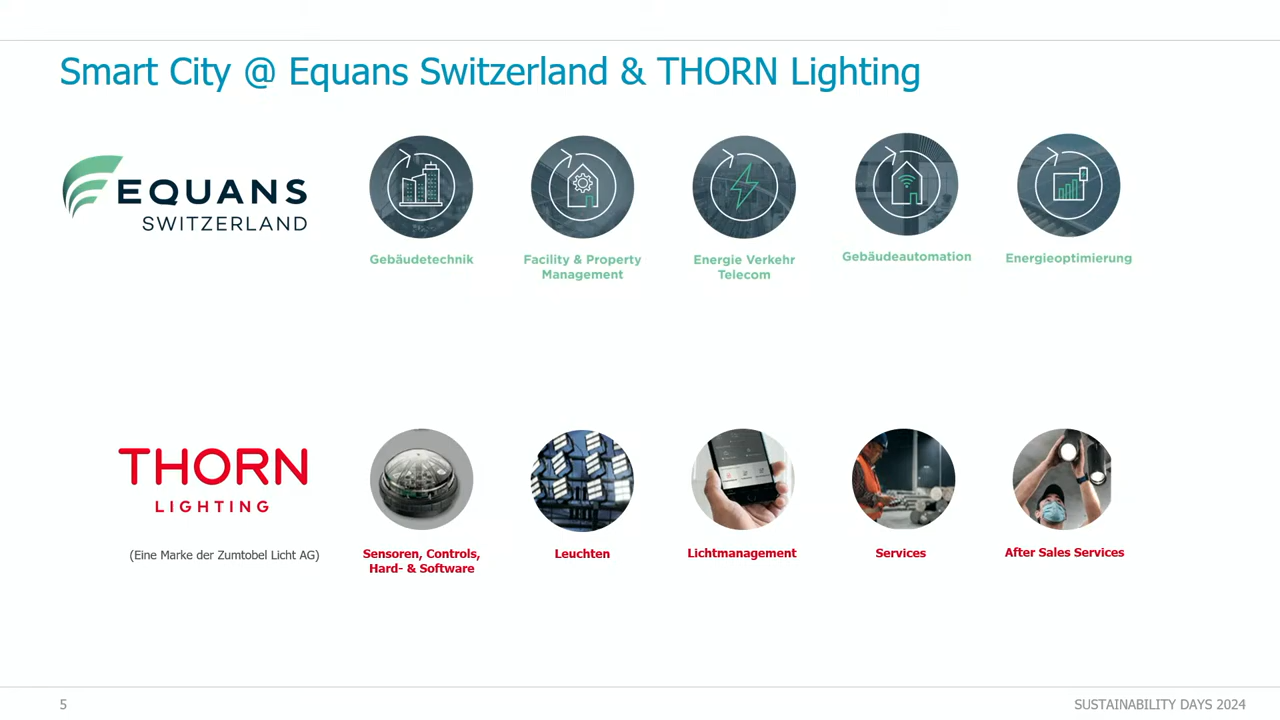 Smart City @ Equans Switzerland & THORN Lighting
EQUANS
SWITZERLAND
Gebäudetechnik
Facility & Property
Management
Energie Verkehr
Telecom
Gebäudeautomation
Energieoptimierung
THORN
LIGHTING
(Eine Marke der Zumtobel Licht AG)
Sensoren, Controls,
Hard- & Software
Leuchten
Lichtmanagement
Services
After Sales Services
5
SUSTAINABILITY DAYS 2024